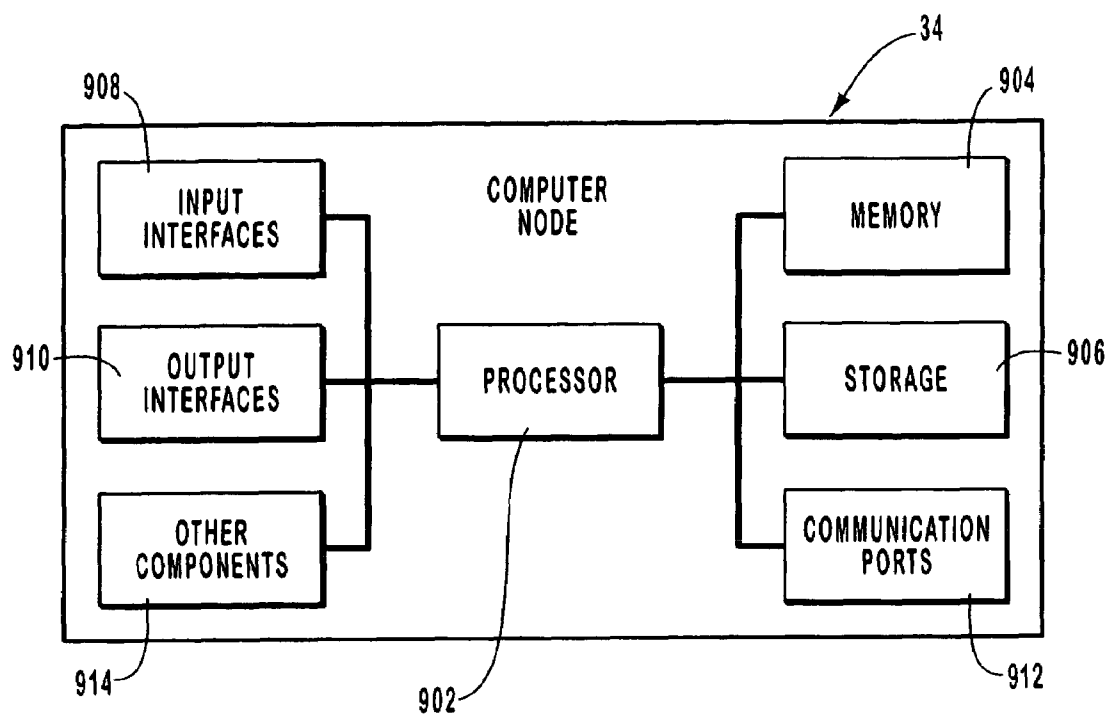 34
908
904
INPUT
INTERFACES
COMPUTER
NODE
MEMORY
910
OUTPUT
INTERFACES
PROCESSOR
STORAGE
906
OTHER
COMPONENTS
COMMUNICATION
PORTS
914
902
912